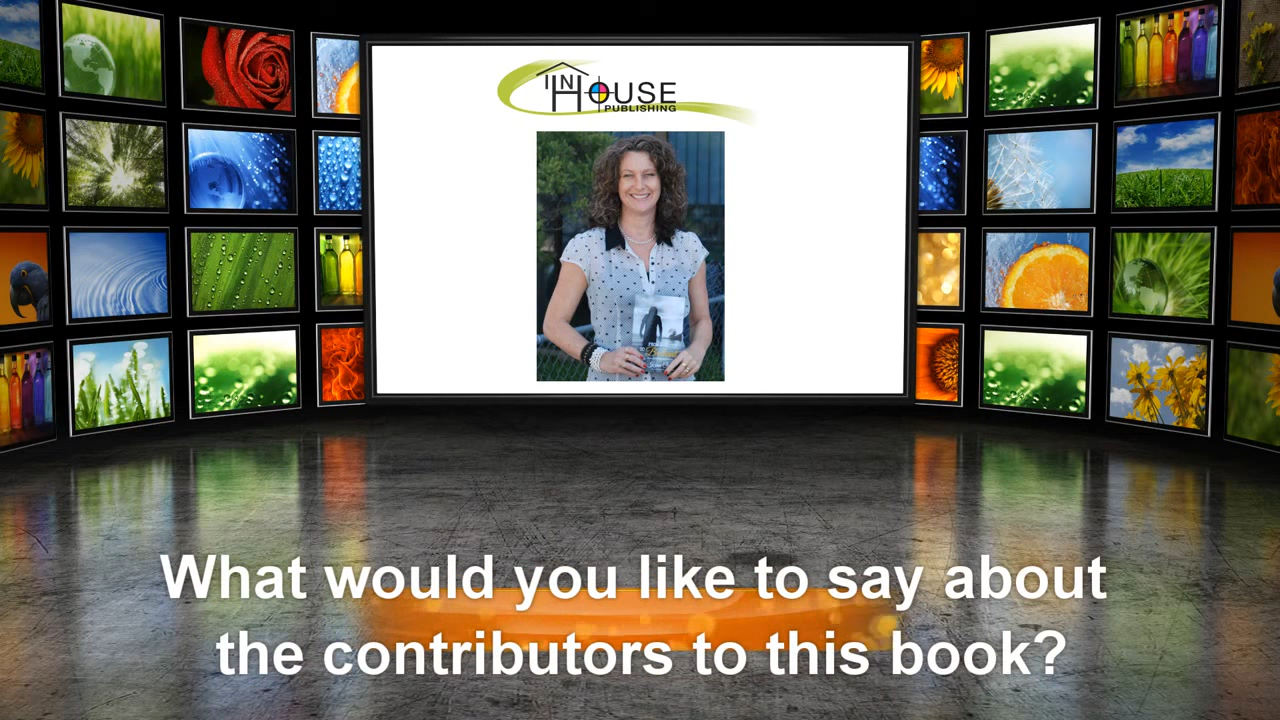 IN
HOUSE
PUBLISHING
What would you like to say about
the contributors to this book?